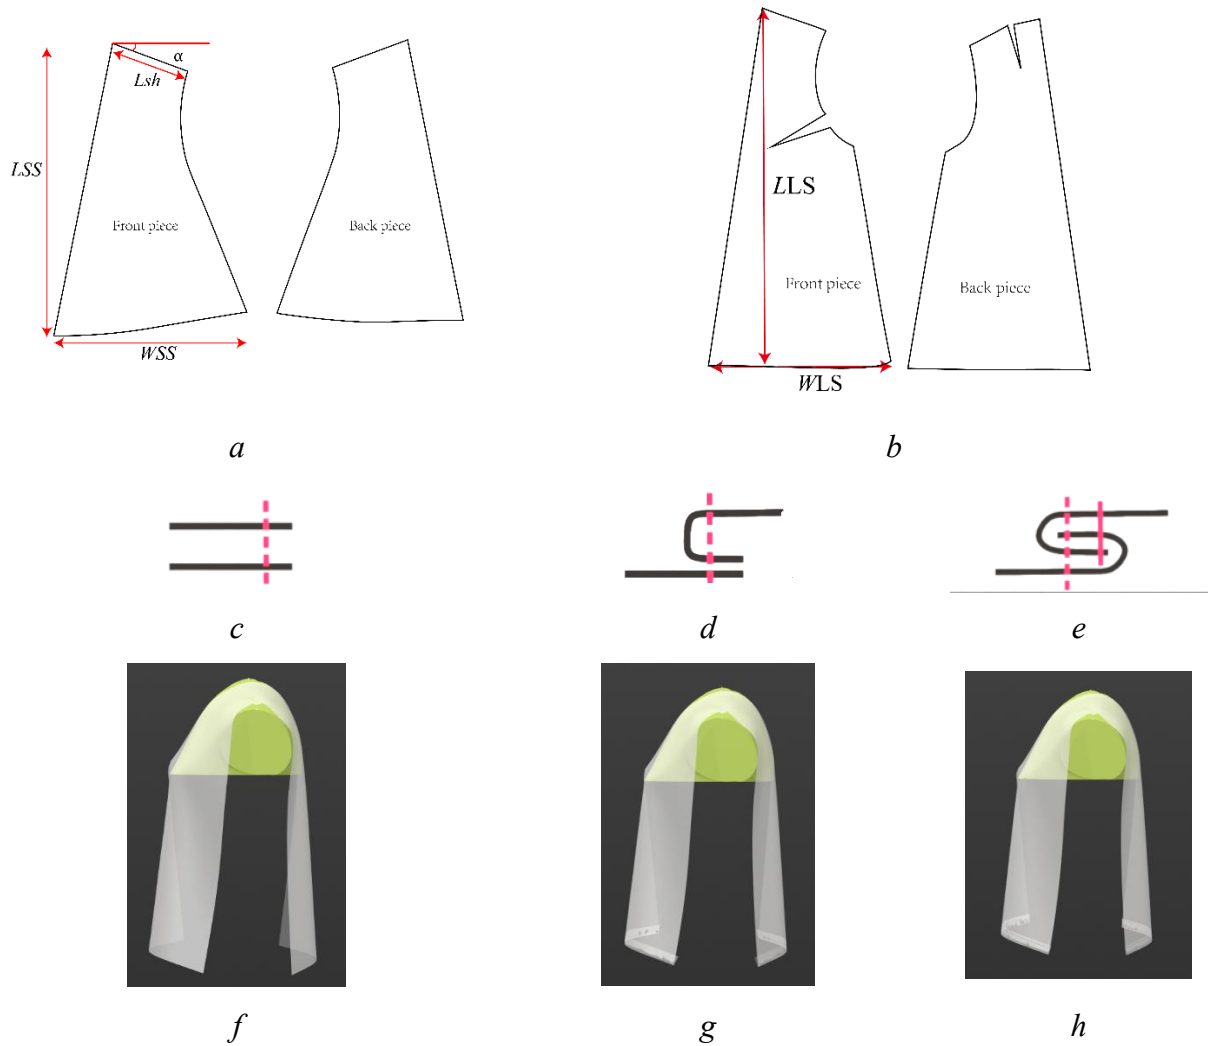 α
Lsh
LSS
Front piece
Back piece
WSS
LLS
Front piece
Back piece
WLS
a
b
c
d
e
f
g
h